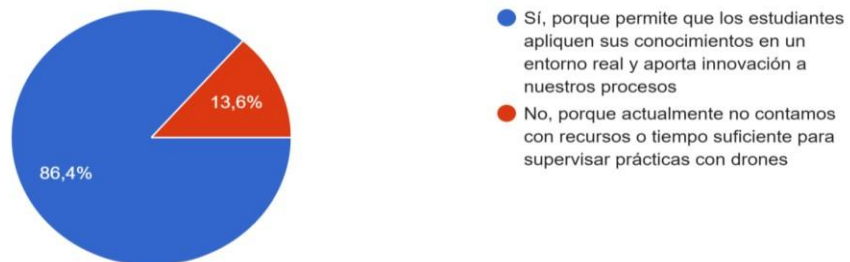 13,6%
86,4%
Sí, porque permite que los estudiantes
apliquen sus conocimientos en un
entorno real y aporta innovación a
nuestros procesos
No, porque actualmente no contamos
con recursos o tiempo suficiente para
supervisar prácticas con drones